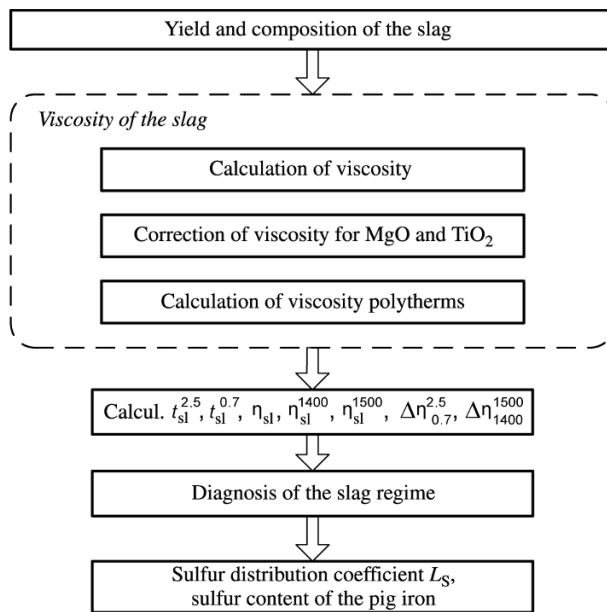 Yield and composition of the slag
Viscosity of the slag
Calculation of viscosity
Correction of viscosity for MgO and TiO₂
Calculation of viscosity polytherms
Calcul. t_sl^2.5, t_sl^0.7, η_sl, η_sl^1400, η_sl^1500, Δη_0.7^2.5, Δη_1400^1500
Diagnosis of the slag regime
Sulfur distribution coefficient L_S,
sulfur content of the pig iron